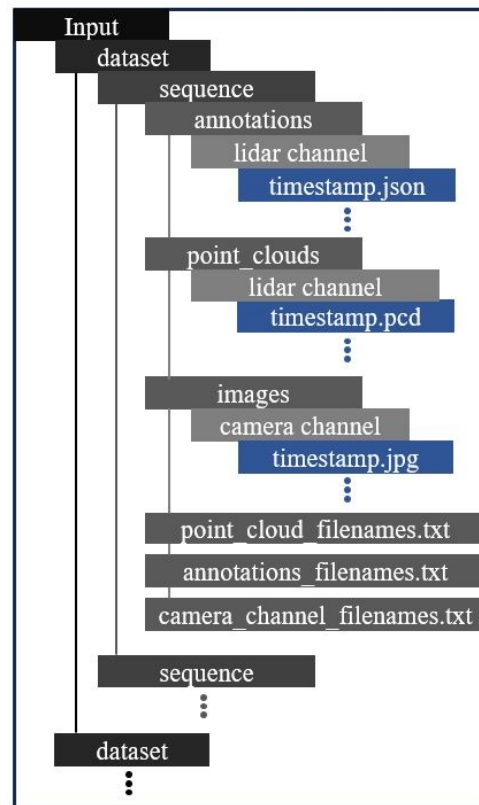 Input
dataset
sequence
annotations
lidar channel
timestamp.json
point_clouds
lidar channel
timestamp.pcd
images
camera channel
timestamp.jpg
point_cloud_filenames.txt
annotations_filenames.txt
camera_channel_filenames.txt
sequence
dataset